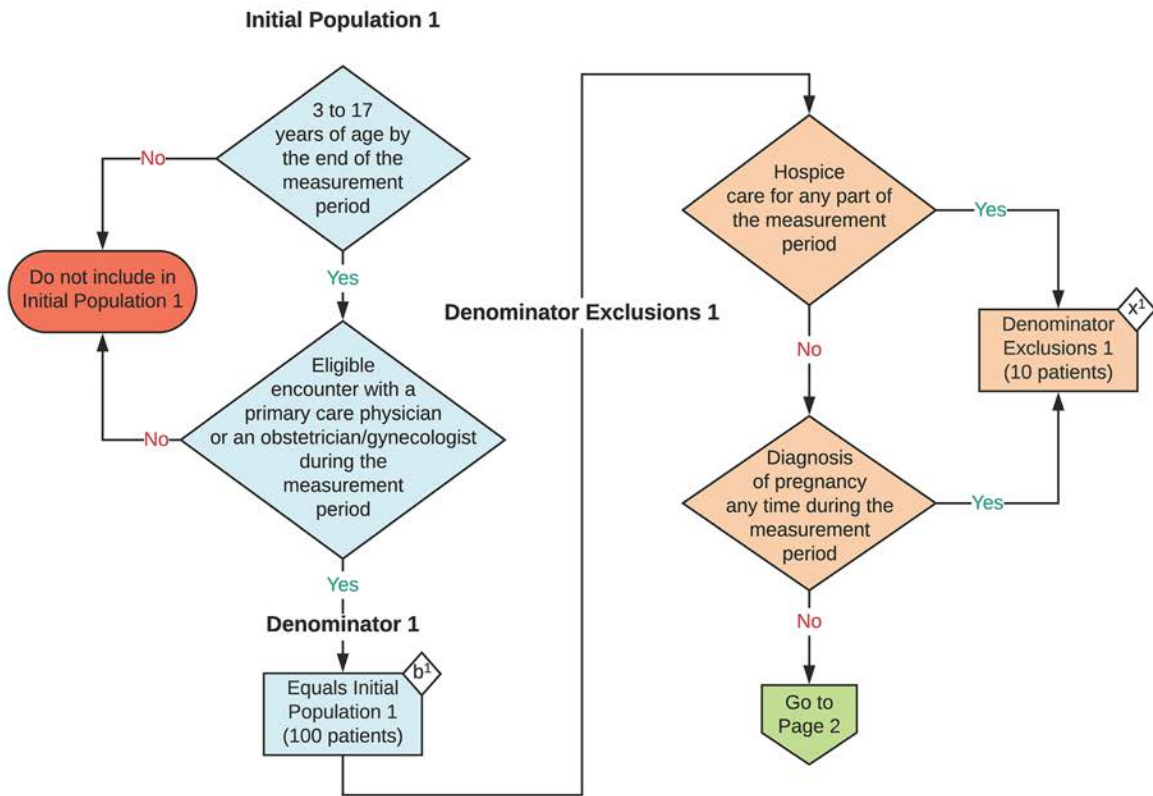 Initial Population 1
3 to 17
years of age by
the end of the
measurement
period
No
Yes
Do not include in
Initial Population 1
Eligible
encounter with a
primary care physician
or an obstetrician/gynecologist
during the
measurement
period
No
Yes
Denominator 1
b¹
Equals Initial
Population 1
(100 patients)
Denominator Exclusions 1
Hospice
care for any part of
the measurement
period
Yes
No
x¹
Denominator
Exclusions 1
(10 patients)
Diagnosis
of pregnancy
any time during the
measurement
period
Yes
No
Go to
Page 2